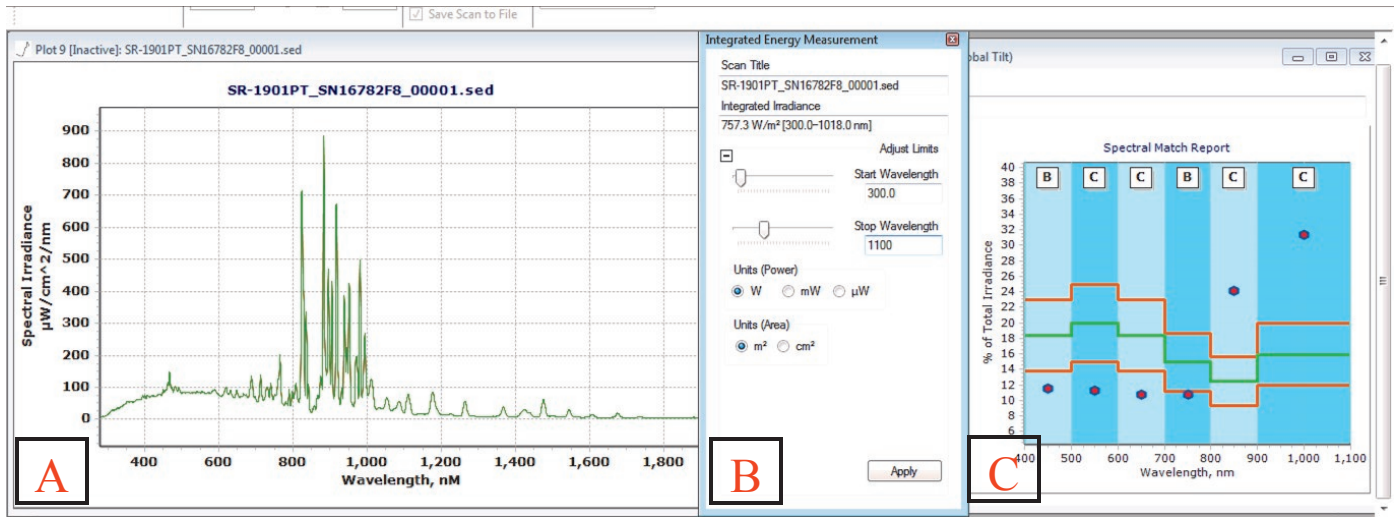 Save Scan to File
Plot 9 [Inactive]: SR-1901PT_SN16782F8_00001.sed
SR-1901PT_SN16782F8_00001.sed
Spectral Irradiance
µW/cm^2/nm
900
800
700
600
500
400
300
200
100
0
400 600 800 1,000 1,200 1,400 1,600 1,800
Wavelength, nM
A
Integrated Energy Measurement
Scan Title
SR-1901PT_SN16782F8_00001.sed
Integrated Irradiance
757.3 W/m² [300.0-1018.0 nm]
Adjust Limits
Start Wavelength
300.0
Stop Wavelength
1100
Units (Power)
W mW µW
Units (Area)
m² cm²
Apply
B
obal Tilt)
Spectral Match Report
% of Total Irradiance
40
38
36
34
32
30
28
26
24
22
20
18
16
14
12
10
8
6
B C C B C C
400 500 600 700 800 900 1,000 1,100
Wavelength, nm
C